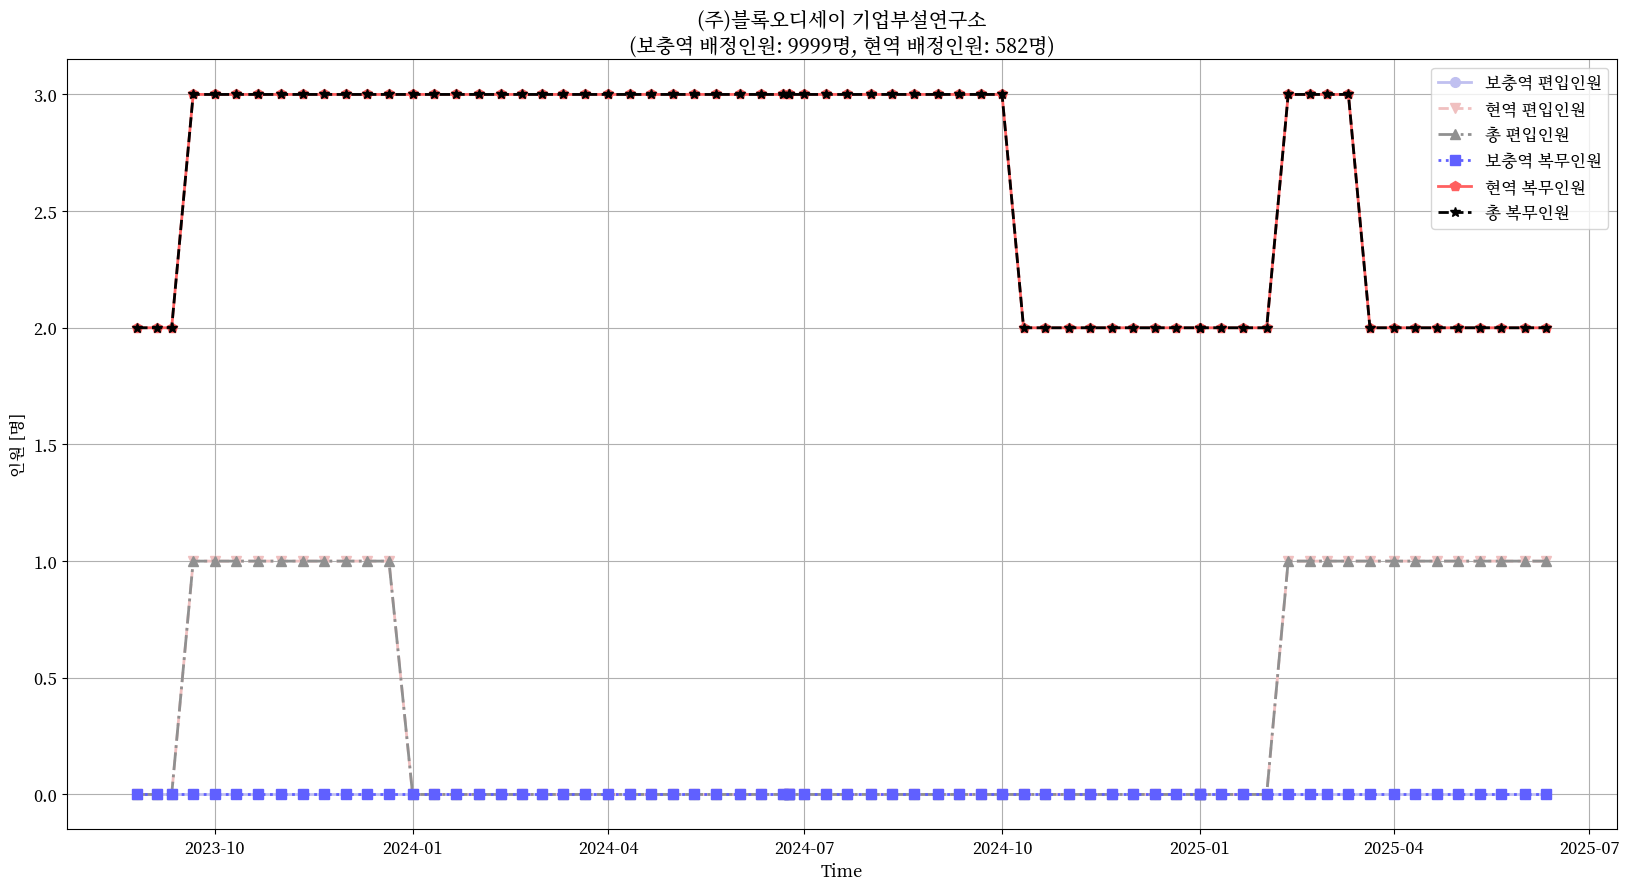 (주)블록오디세이 기업부설연구소
(보충역 배정인원: 9999명, 현역 배정인원: 582명)
보충역 편입인원
현역 편입인원
총 편입인원
보충역 복무인원
현역 복무인원
총 복무인원
인원 [명]
3.0
2.5
2.0
1.5
1.0
0.5
0.0
2023-10
2024-01
2024-04
2024-07
2024-10
2025-01
2025-04
2025-07
Time